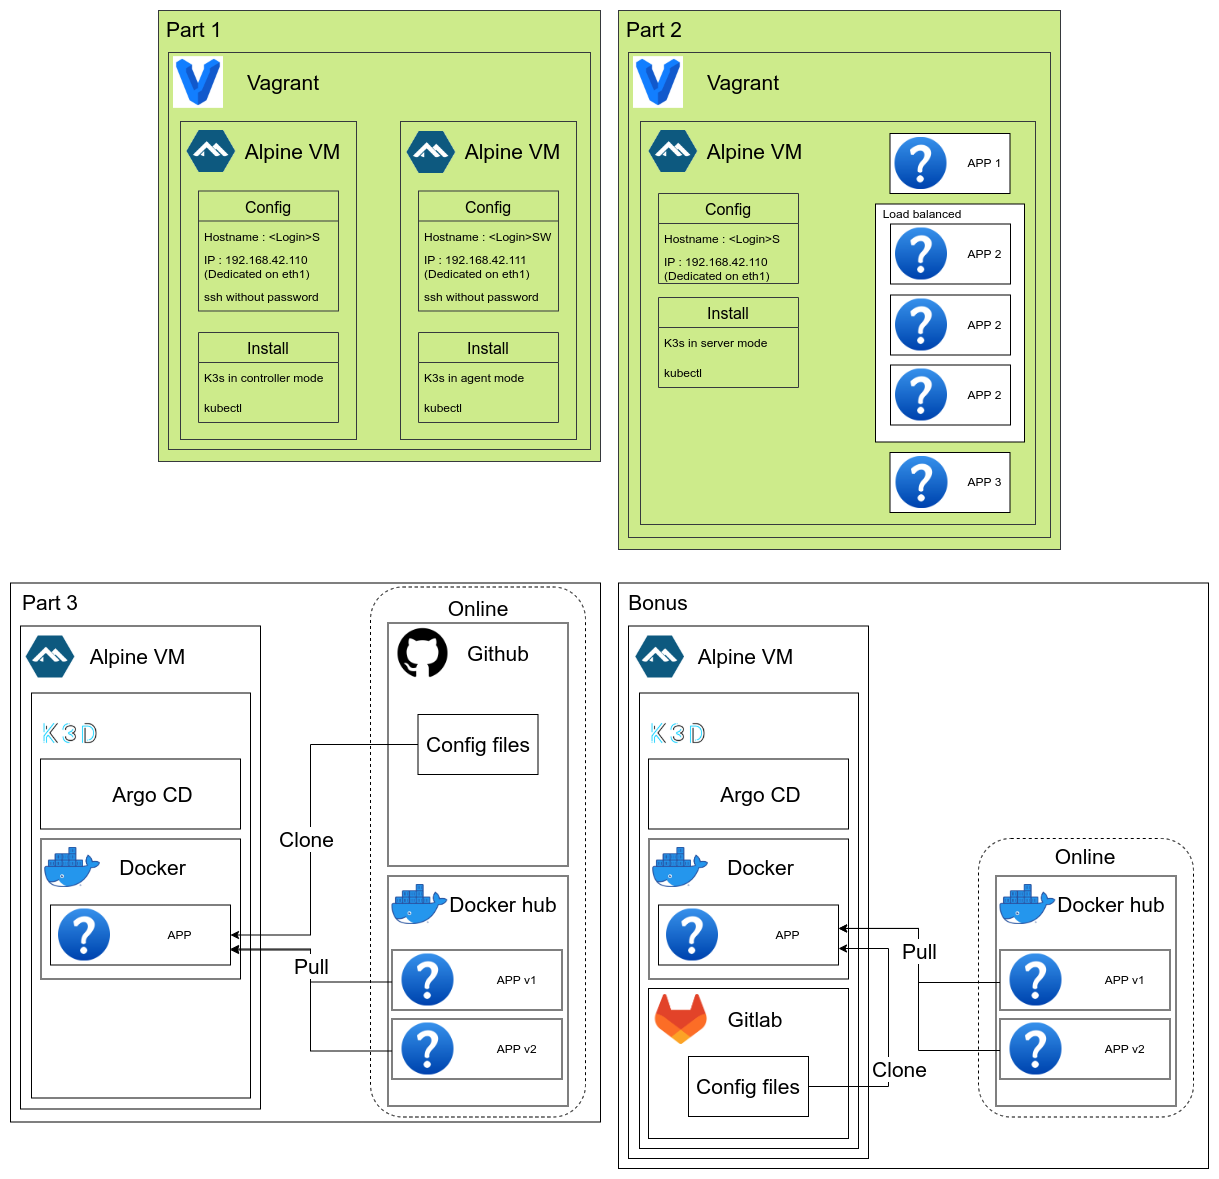 Part 1
Vagrant
Alpine VM
Config
Hostname : <Login>S
IP : 192.168.42.110
(Dedicated on eth1)
ssh without password
Install
K3s in controller mode
kubectl
Alpine VM
Config
Hostname : <Login>SW
IP : 192.168.42.111
(Dedicated on eth1)
ssh without password
Install
K3s in agent mode
kubectl
Part 2
Vagrant
Alpine VM
Config
Hostname : <Login>S
IP : 192.168.42.110
(Dedicated on eth1)
Install
K3s in server mode
kubectl
APP 1
Load balanced
APP 2
APP 2
APP 2
APP 3
Part 3
Alpine VM
K3D
Argo CD
Docker
APP
Clone
Pull
Online
Github
Config files
Docker hub
APP v1
APP v2
Bonus
Alpine VM
K3D
Argo CD
Docker
APP
Gitlab
Config files
Clone
Pull
Online
Docker hub
APP v1
APP v2